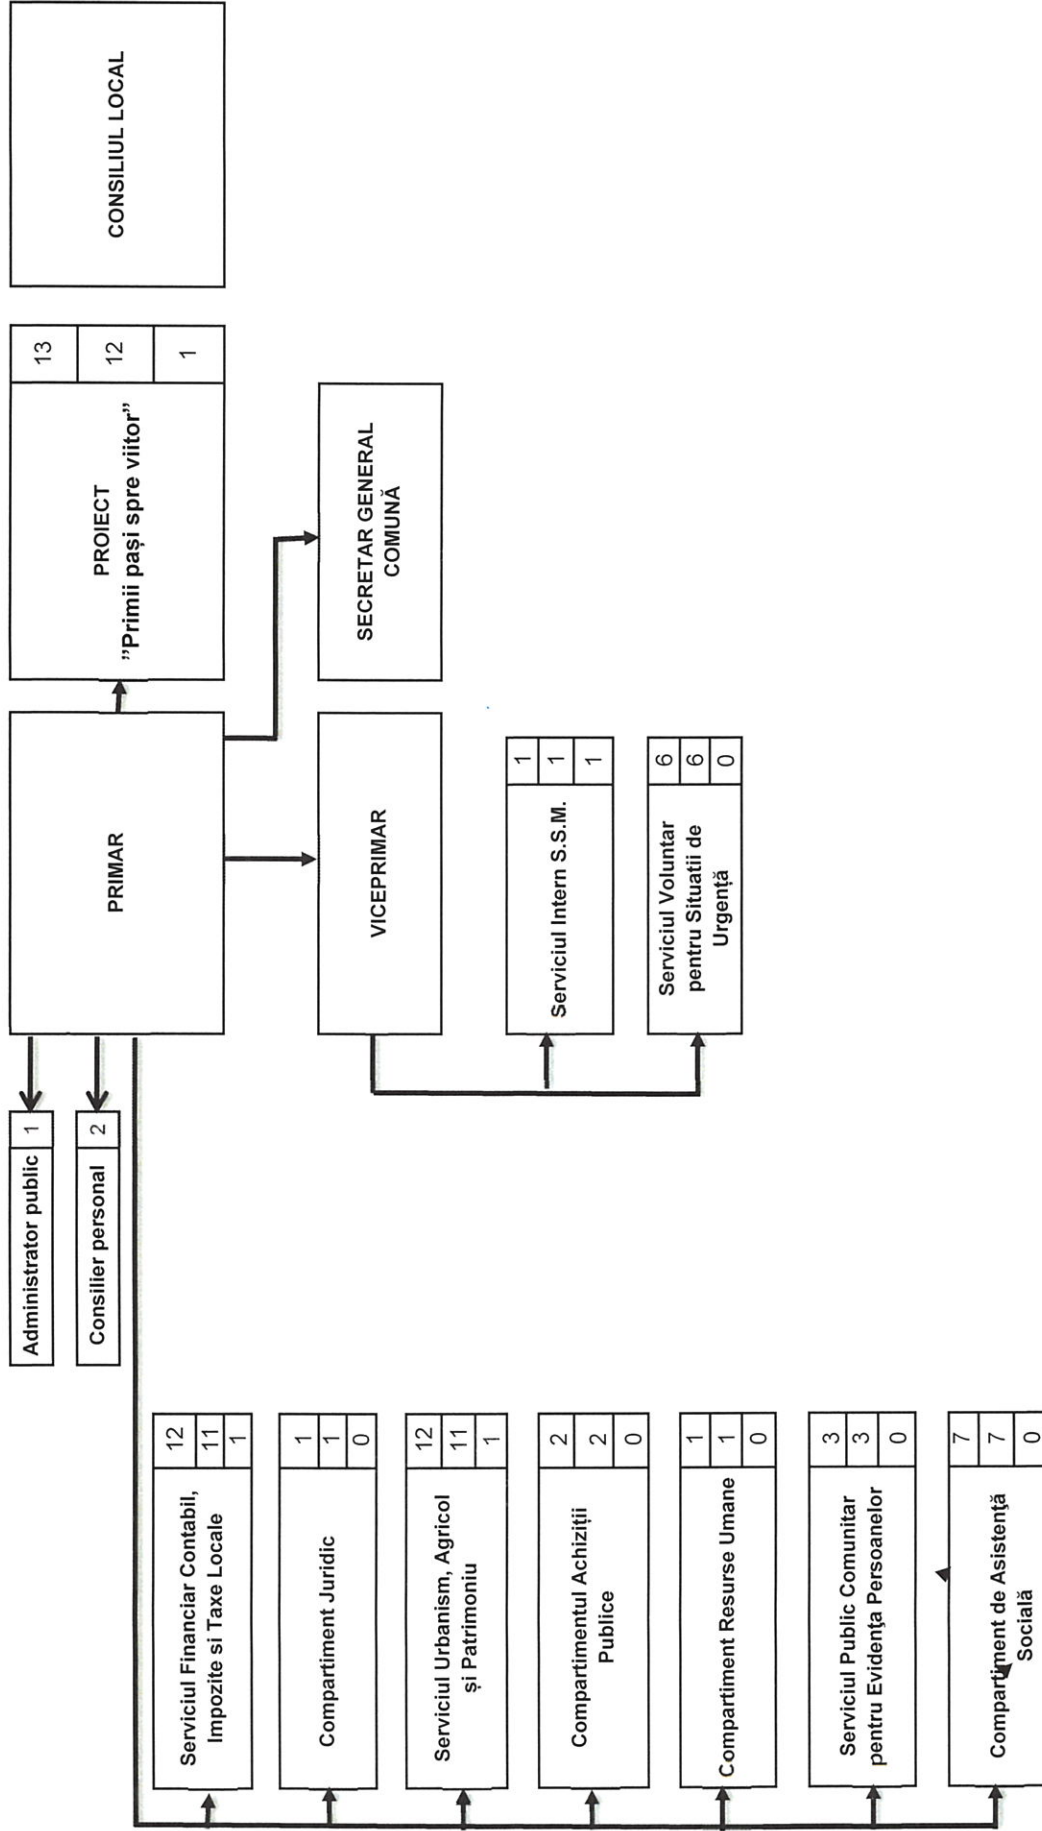 Administrator public 1
Consilier personal 2
PRIMAR
PROIECT
”Primii pași spre viitor”
13
12
1
CONSILIUL LOCAL
VICEPRIMAR
SECRETAR GENERAL
COMUNĂ
Serviciul Intern S.S.M.
1
1
1
Serviciul Voluntar
pentru Situatii de
Urgență
6
6
0
Serviciul Financiar Contabil,
Impozite si Taxe Locale
12
11
1
Compartiment Juridic
1
1
0
Serviciul Urbanism, Agricol
și Patrimoniu
12
11
1
Compartimentul Achiziții
Publice
2
2
0
Compartiment Resurse Umane
1
1
0
Serviciul Public Comunitar
pentru Evidența Persoanelor
3
3
0
Compartiment de Asistență
Socială
7
7
0